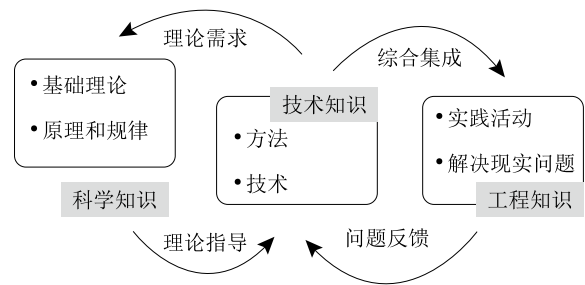 理论需求
综合集成
• 基础理论
• 原理和规律
科学知识
技术知识
• 方法
• 技术
• 实践活动
• 解决现实问题
工程知识
理论指导
问题反馈